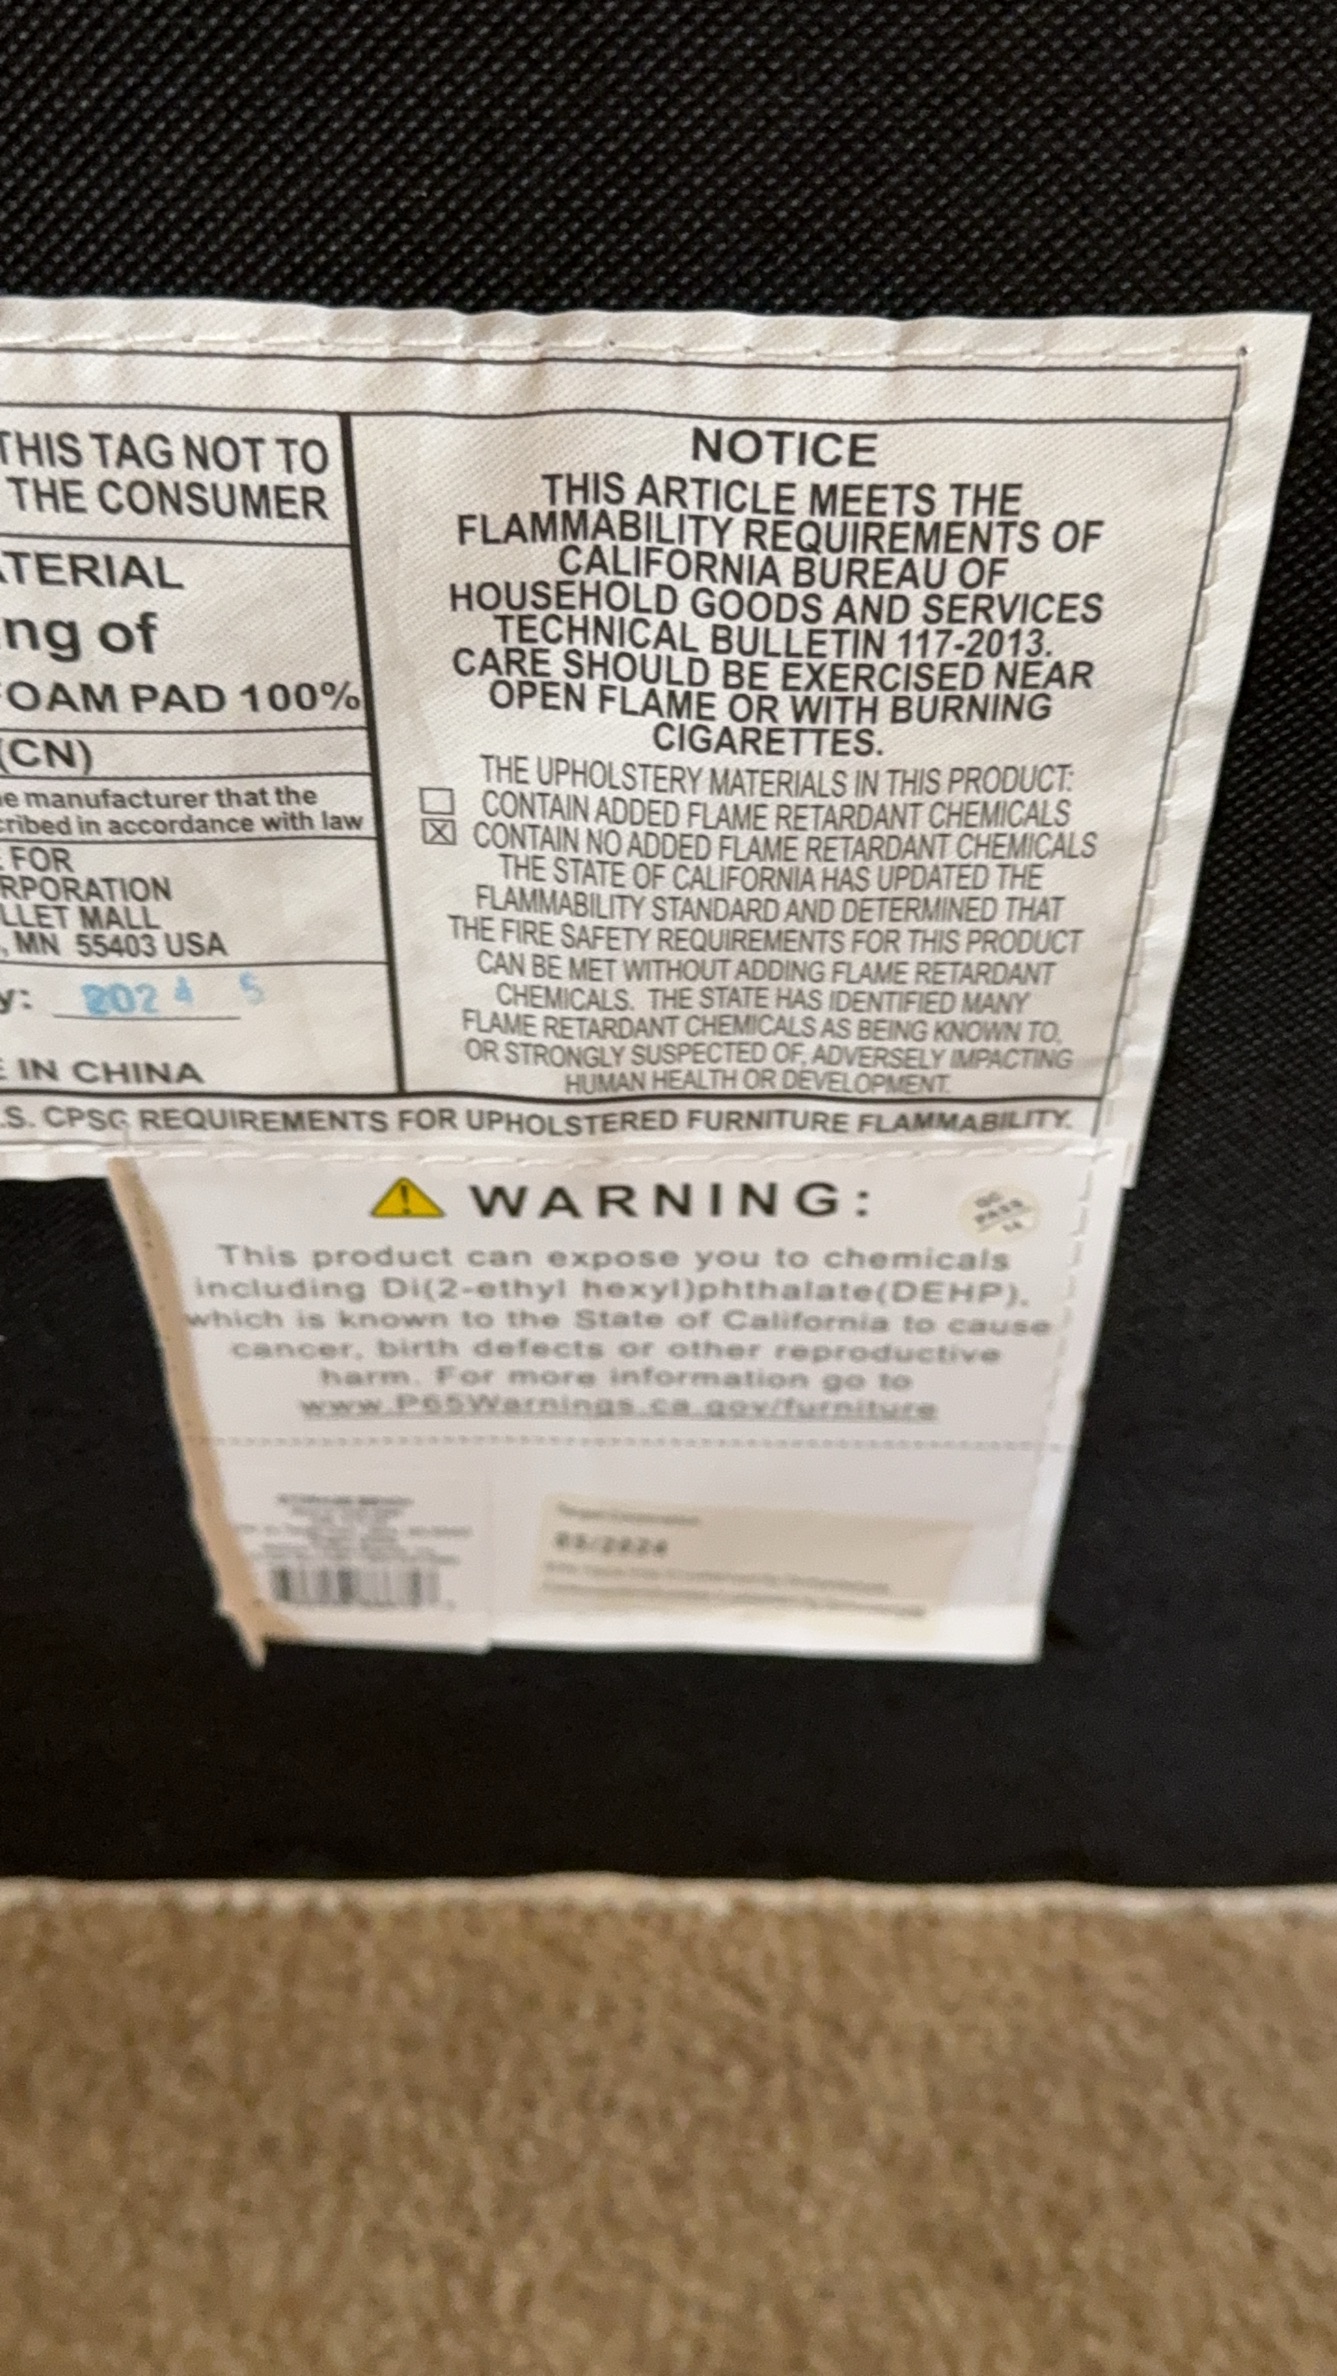 THIS TAG NOT TO
THE CONSUMER
ATERIAL
ng of
FOAM PAD 100%
(CN)
e manufacturer that the
cribed in accordance with law
FOR
RPORATION
LLET MALL
, MN 55403 USA
y: 2024 5
E IN CHINA
NOTICE
THIS ARTICLE MEETS THE
FLAMMABILITY REQUIREMENTS OF
CALIFORNIA BUREAU OF
HOUSEHOLD GOODS AND SERVICES
TECHNICAL BULLETIN 117-2013.
CARE SHOULD BE EXERCISED NEAR
OPEN FLAME OR WITH BURNING
CIGARETTES.
THE UPHOLSTERY MATERIALS IN THIS PRODUCT:
CONTAIN ADDED FLAME RETARDANT CHEMICALS
CONTAIN NO ADDED FLAME RETARDANT CHEMICALS
THE STATE OF CALIFORNIA HAS UPDATED THE
FLAMMABILITY STANDARD AND DETERMINED THAT
THE FIRE SAFETY REQUIREMENTS FOR THIS PRODUCT
CAN BE MET WITHOUT ADDING FLAME RETARDANT
CHEMICALS. THE STATE HAS IDENTIFIED MANY
FLAME RETARDANT CHEMICALS AS BEING KNOWN TO,
OR STRONGLY SUSPECTED OF, ADVERSELY IMPACTING
HUMAN HEALTH OR DEVELOPMENT.
.S. CPSC REQUIREMENTS FOR UPHOLSTERED FURNITURE FLAMMABILITY.
WARNING:
QC
PASS
14
This product can expose you to chemicals
including Di(2-ethyl hexyl)phthalate(DEHP),
which is known to the State of California to cause
cancer, birth defects or other reproductive
harm. For more information go to
www.P65Warnings.ca.gov/furniture
Target Corporation
05/2024